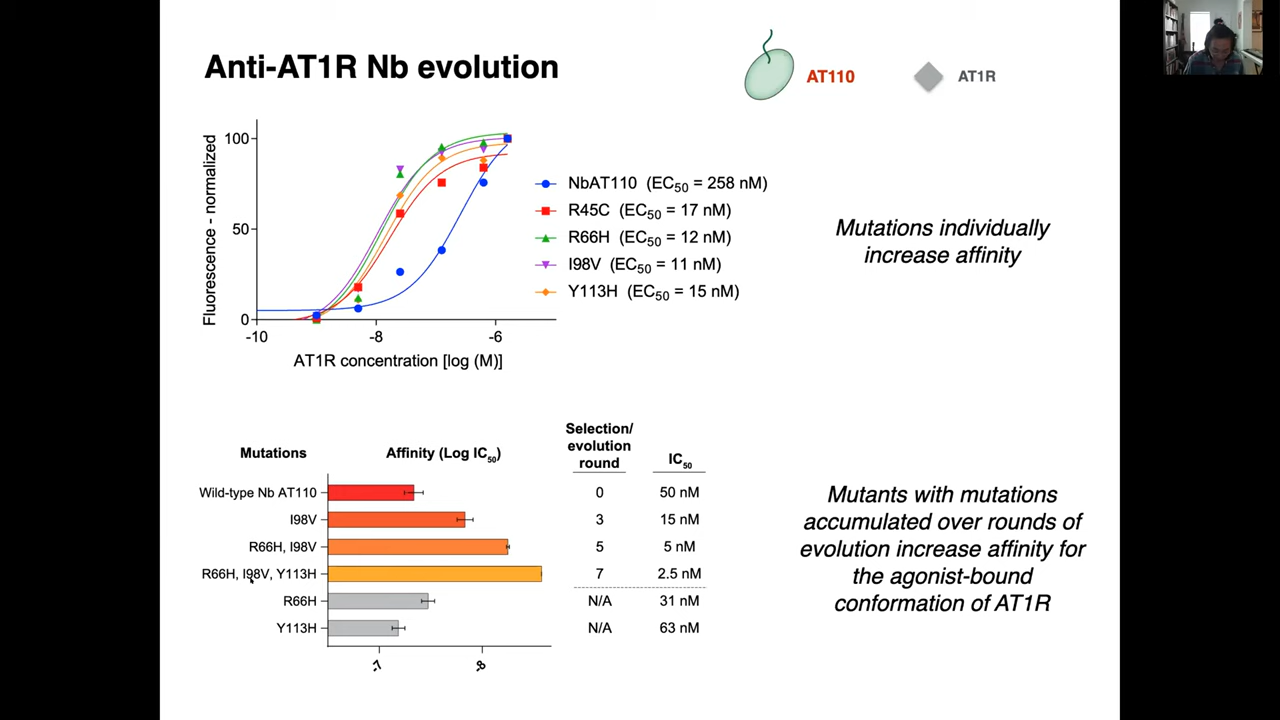 Anti-AT1R Nb evolution
AT110
AT1R
Fluorescence - normalized
100
50
0
-10
-8
-6
AT1R concentration [log (M)]
NbAT110 (EC50 = 258 nM)
R45C (EC50 = 17 nM)
R66H (EC50 = 12 nM)
I98V (EC50 = 11 nM)
Y113H (EC50 = 15 nM)
Mutations individually
increase affinity
Mutations
Affinity (Log IC50)
Selection/
evolution
round
IC50
Wild-type Nb AT110 0 50 nM
I98V 3 15 nM
R66H, I98V 5 5 nM
R66H, I98V, Y113H 7 2.5 nM
R66H N/A 31 nM
Y113H N/A 63 nM
-7
-8
Mutants with mutations
accumulated over rounds of
evolution increase affinity for
the agonist-bound
conformation of AT1R